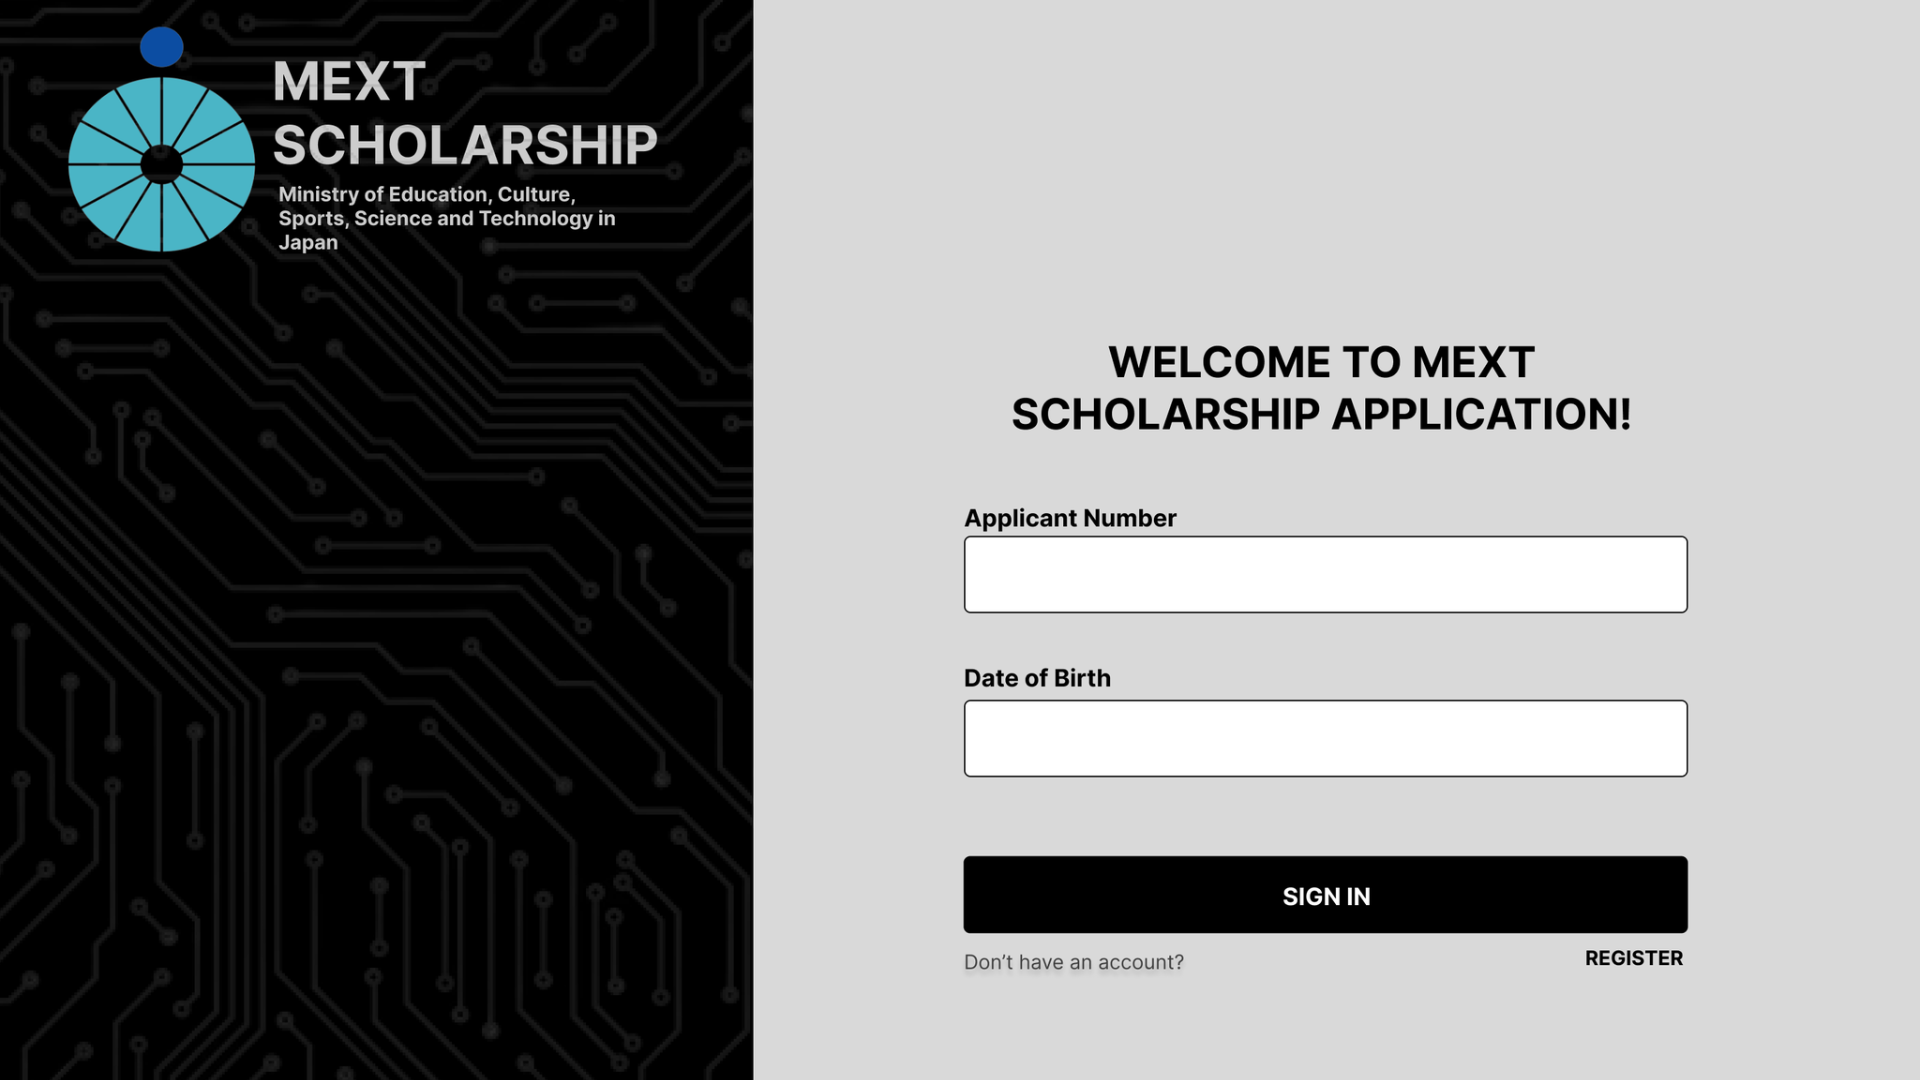 MEXT
SCHOLARSHIP
Ministry of Education, Culture,
Sports, Science and Technology in
Japan
WELCOME TO MEXT
SCHOLARSHIP APPLICATION!
Applicant Number
Date of Birth
SIGN IN
Don’t have an account?
REGISTER